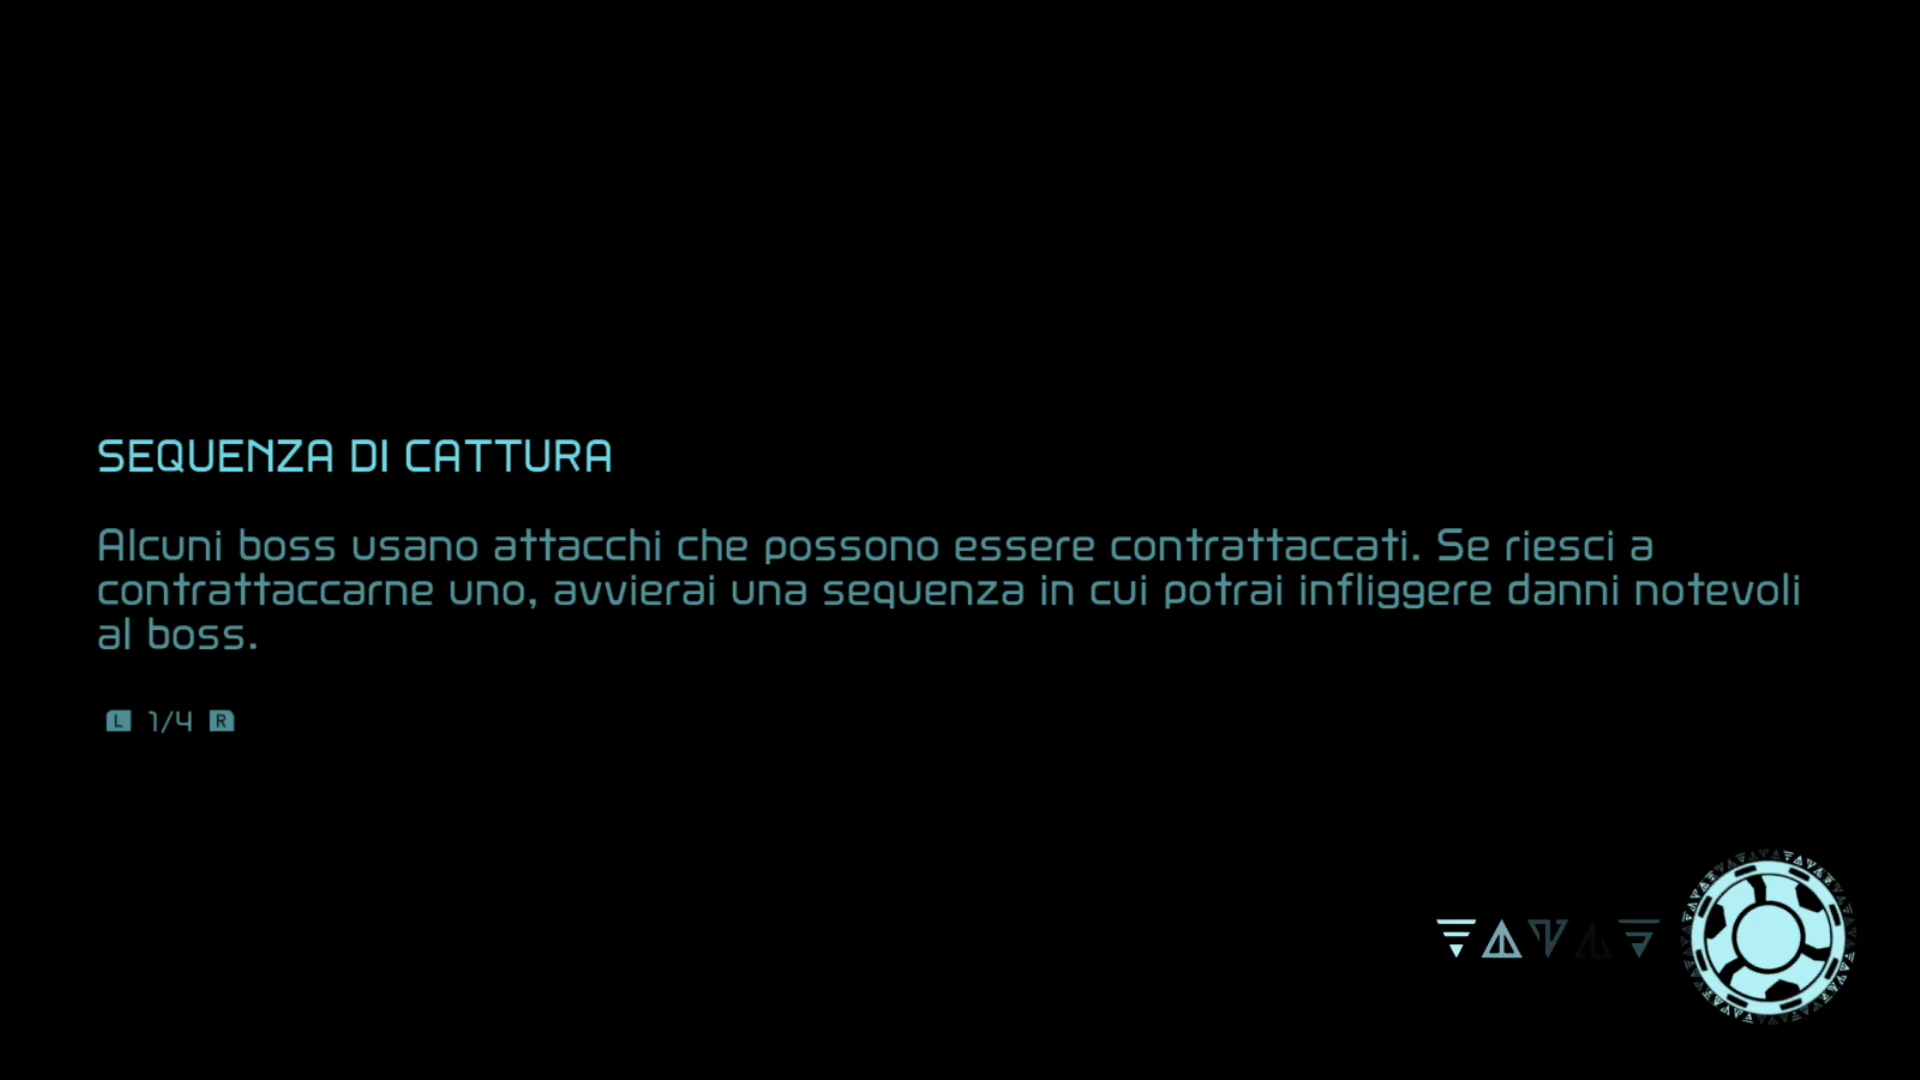 SEQUENZA DI CATTURA
Alcuni boss usano attacchi che possono essere contrattaccati. Se riesci a
contrattaccarne uno, avvierai una sequenza in cui potrai infliggere danni notevoli
al boss.
L 1/4 R